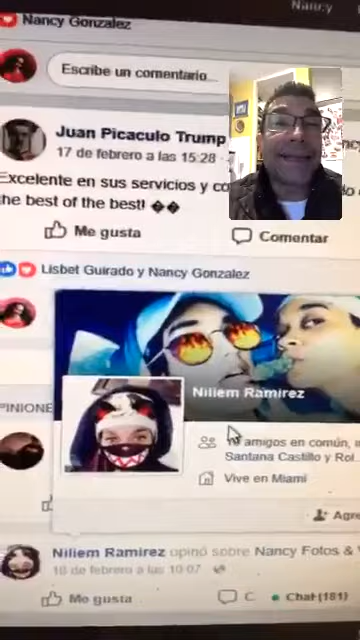 Nancy
Nancy Gonzalez
Escribe un comentario...
Juan Picaculo Trump
17 de febrero a las 15:28
Excelente en sus servicios y co
the best of the best! ��
Me gusta
Comentar
Lisbet Guirado y Nancy Gonzalez
Niliem Ramirez
amigos en común,
Santana Castillo y Rol...
Vive en Miami
PINIONE
Agre
Niliem Ramirez opinó sobre Nancy Fotos &
18 de febrero a las 10:07
Me gusta
C
Chat (181)